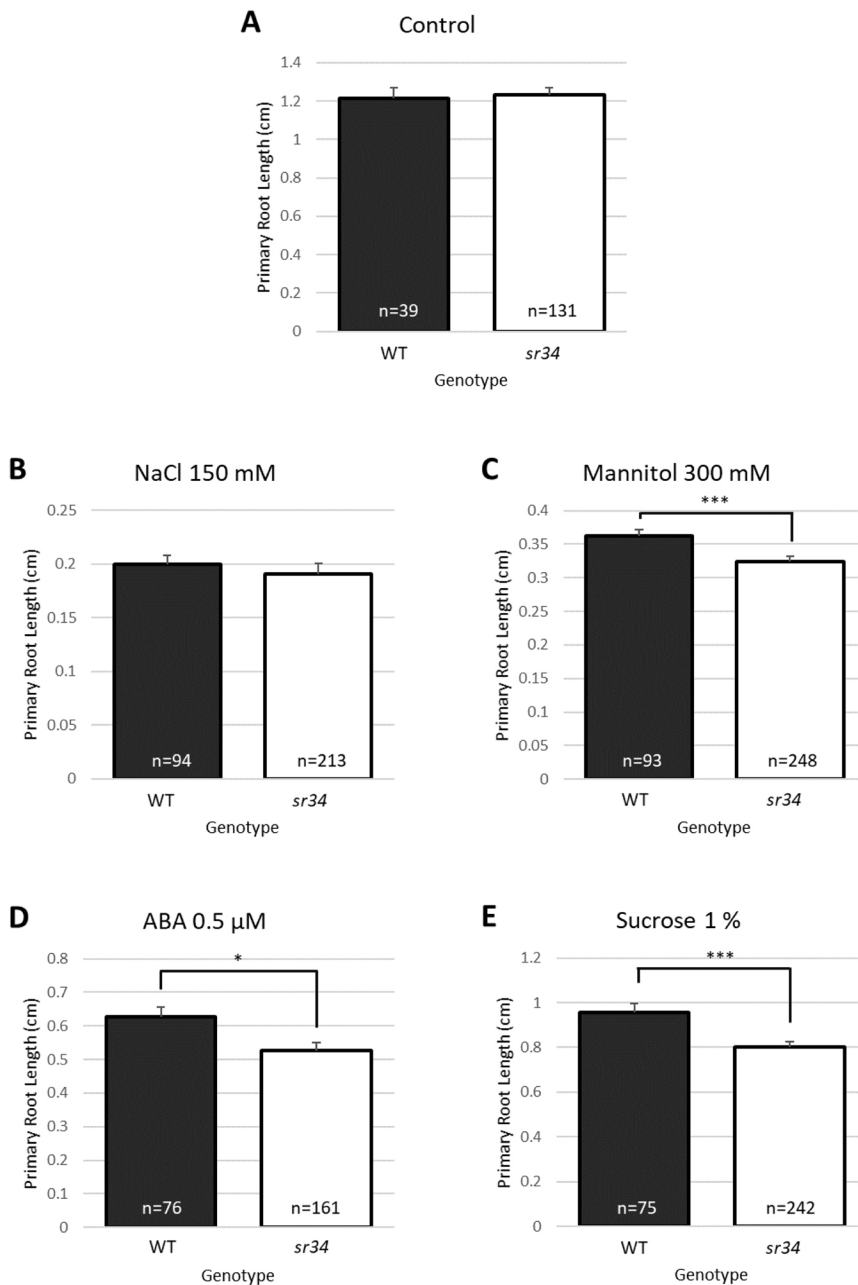 A
Control
Primary Root Length (cm)
1.4
1.2
1
0.8
0.6
0.4
0.2
0
n=39
n=131
WT
sr34
Genotype
B
NaCl 150 mM
Primary Root Length (cm)
0.25
0.2
0.15
0.1
0.05
0
n=94
n=213
WT
sr34
Genotype
C
Mannitol 300 mM
Primary Root Length (cm)
0.4
0.35
0.3
0.25
0.2
0.15
0.1
0.05
0
***
n=93
n=248
WT
sr34
Genotype
D
ABA 0.5 µM
Primary Root Length (cm)
0.8
0.7
0.6
0.5
0.4
0.3
0.2
0.1
0
*
n=76
n=161
WT
sr34
Genotype
E
Sucrose 1 %
Primary Root Length (cm)
1.2
1
0.8
0.6
0.4
0.2
0
***
n=75
n=242
WT
sr34
Genotype